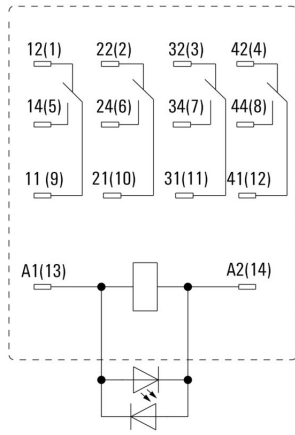 12(1) 22(2) 32(3) 42(4)
14(5) 24(6) 34(7) 44(8)
11 (9) 21(10) 31(11) 41(12)
A1(13) A2(14)